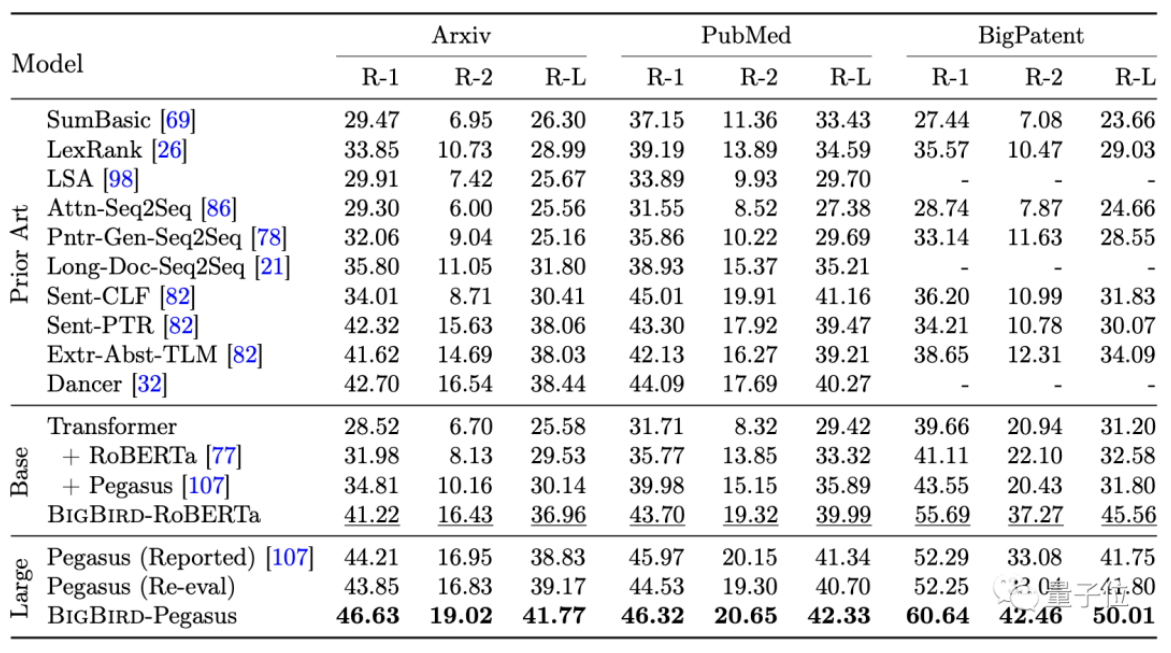 Model Arxiv PubMed BigPatent
R-1 R-2 R-L R-1 R-2 R-L R-1 R-2 R-L
Prior Art
SumBasic [69] 29.47 6.95 26.30 37.15 11.36 33.43 27.44 7.08 23.66
LexRank [26] 33.85 10.73 28.99 39.19 13.89 34.59 35.57 10.47 29.03
LSA [98] 29.91 7.42 25.67 33.89 9.93 29.70 - - -
Attn-Seq2Seq [86] 29.30 6.00 25.56 31.55 8.52 27.38 28.74 7.87 24.66
Pntr-Gen-Seq2Seq [78] 32.06 9.04 25.16 35.86 10.22 29.69 33.14 11.63 28.55
Long-Doc-Seq2Seq [21] 35.80 11.05 31.80 38.93 15.37 35.21 - - -
Sent-CLF [82] 34.01 8.71 30.41 45.01 19.91 41.16 36.20 10.99 31.83
Sent-PTR [82] 42.32 15.63 38.06 43.30 17.92 39.47 34.21 10.78 30.07
Extr-Abst-TLM [82] 41.62 14.69 38.03 42.13 16.27 39.21 38.65 12.31 34.09
Dancer [32] 42.70 16.54 38.44 44.09 17.69 40.27 - - -
Base
Transformer 28.52 6.70 25.58 31.71 8.32 29.42 39.66 20.94 31.20
+ RoBERTa [77] 31.98 8.13 29.53 35.77 13.85 33.32 41.11 22.10 32.58
+ Pegasus [107] 34.81 10.16 30.14 39.98 15.15 35.89 43.55 20.43 31.80
BIGBIRD-RoBERTa 41.22 16.43 36.96 43.70 19.32 39.99 55.69 37.27 45.56
Large
Pegasus (Reported) [107] 44.21 16.95 38.83 45.97 20.15 41.34 52.29 33.08 41.75
Pegasus (Re-eval) 43.85 16.83 39.17 44.53 19.30 40.70 52.25
BIGBIRD-Pegasus 46.63 19.02 41.77 46.32 20.65 42.33 60.64 42.46 50.01
量子位